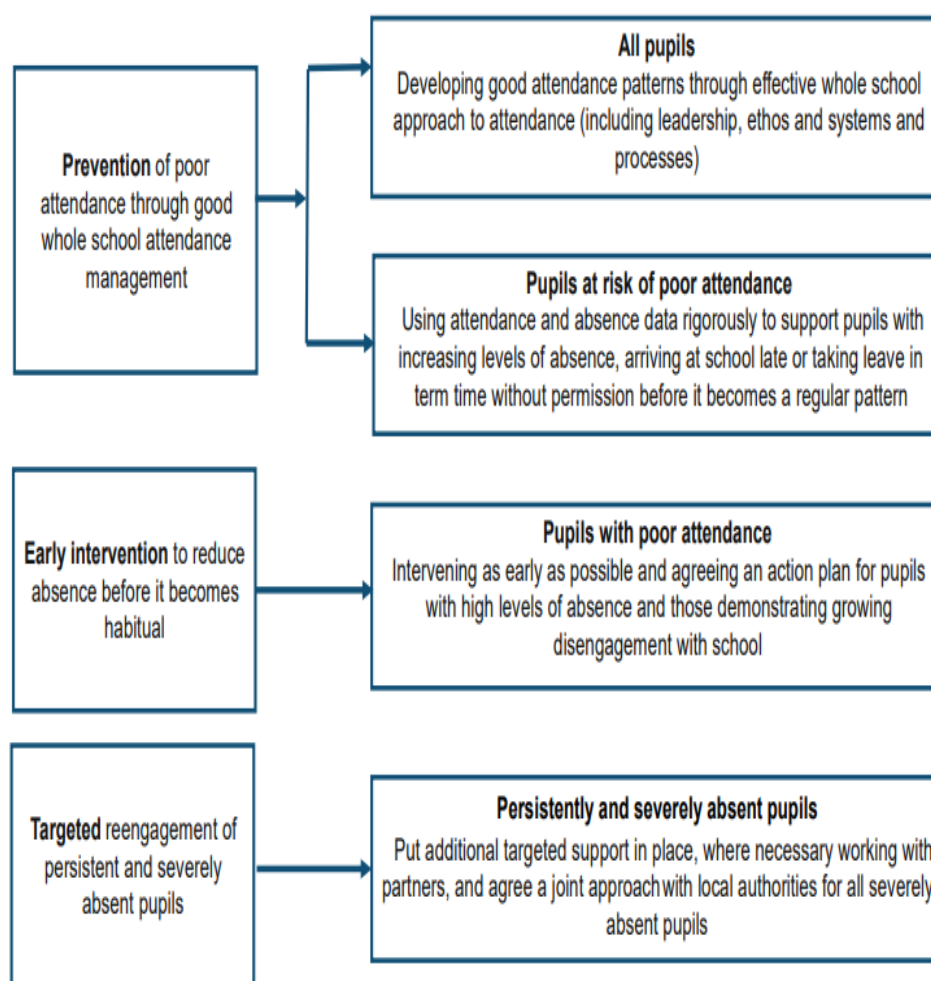 Prevention of poor
attendance through good
whole school attendance
management
All pupils
Developing good attendance patterns through effective whole school
approach to attendance (including leadership, ethos and systems and
processes)
Pupils at risk of poor attendance
Using attendance and absence data rigorously to support pupils with
increasing levels of absence, arriving at school late or taking leave in
term time without permission before it becomes a regular pattern
Early intervention to reduce
absence before it becomes
habitual
Pupils with poor attendance
Intervening as early as possible and agreeing an action plan for pupils
with high levels of absence and those demonstrating growing
disengagement with school
Targeted reengagement of
persistent and severely
absent pupils
Persistently and severely absent pupils
Put additional targeted support in place, where necessary working with
partners, and agree a joint approach with local authorities for all severely
absent pupils